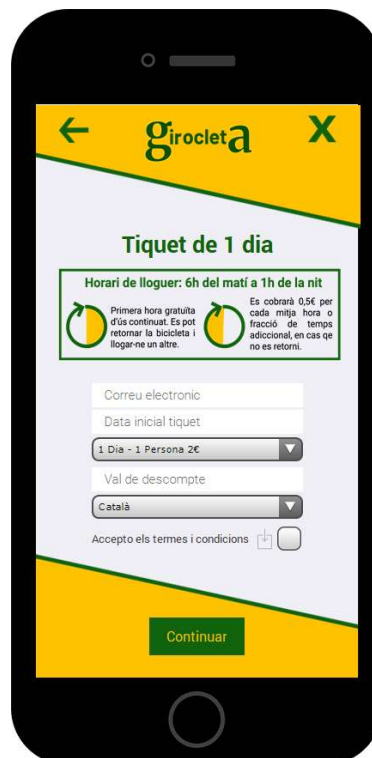 girocletA
X
Tiquet de 1 dia
Horari de lloguer: 6h del matí a 1h de la nit
Primera hora gratuïta
d'ús continuat. Es pot
retornar la bicicleta i
llogar-ne un altre.
Es cobrarà 0,5€ per
cada mitja hora o
fracció de temps
adiccional, en cas qe
no es retorni.
Correu electronic
Data inicial tiquet
1 Dia - 1 Persona 2€
Val de descompte
Català
Accepto els termes i condicions
Continuar